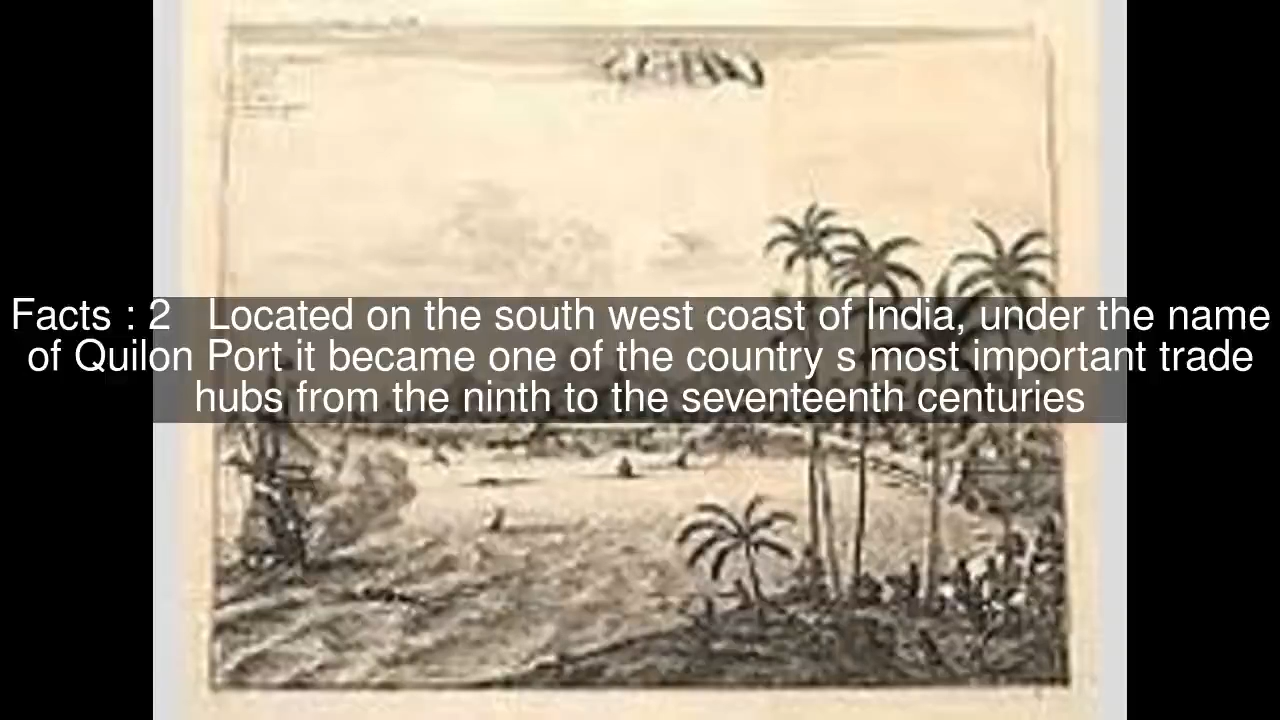 Facts : 2   Located on the south west coast of India, under the name
of Quilon Port it became one of the country s most important trade
hubs from the ninth to the seventeenth centuries